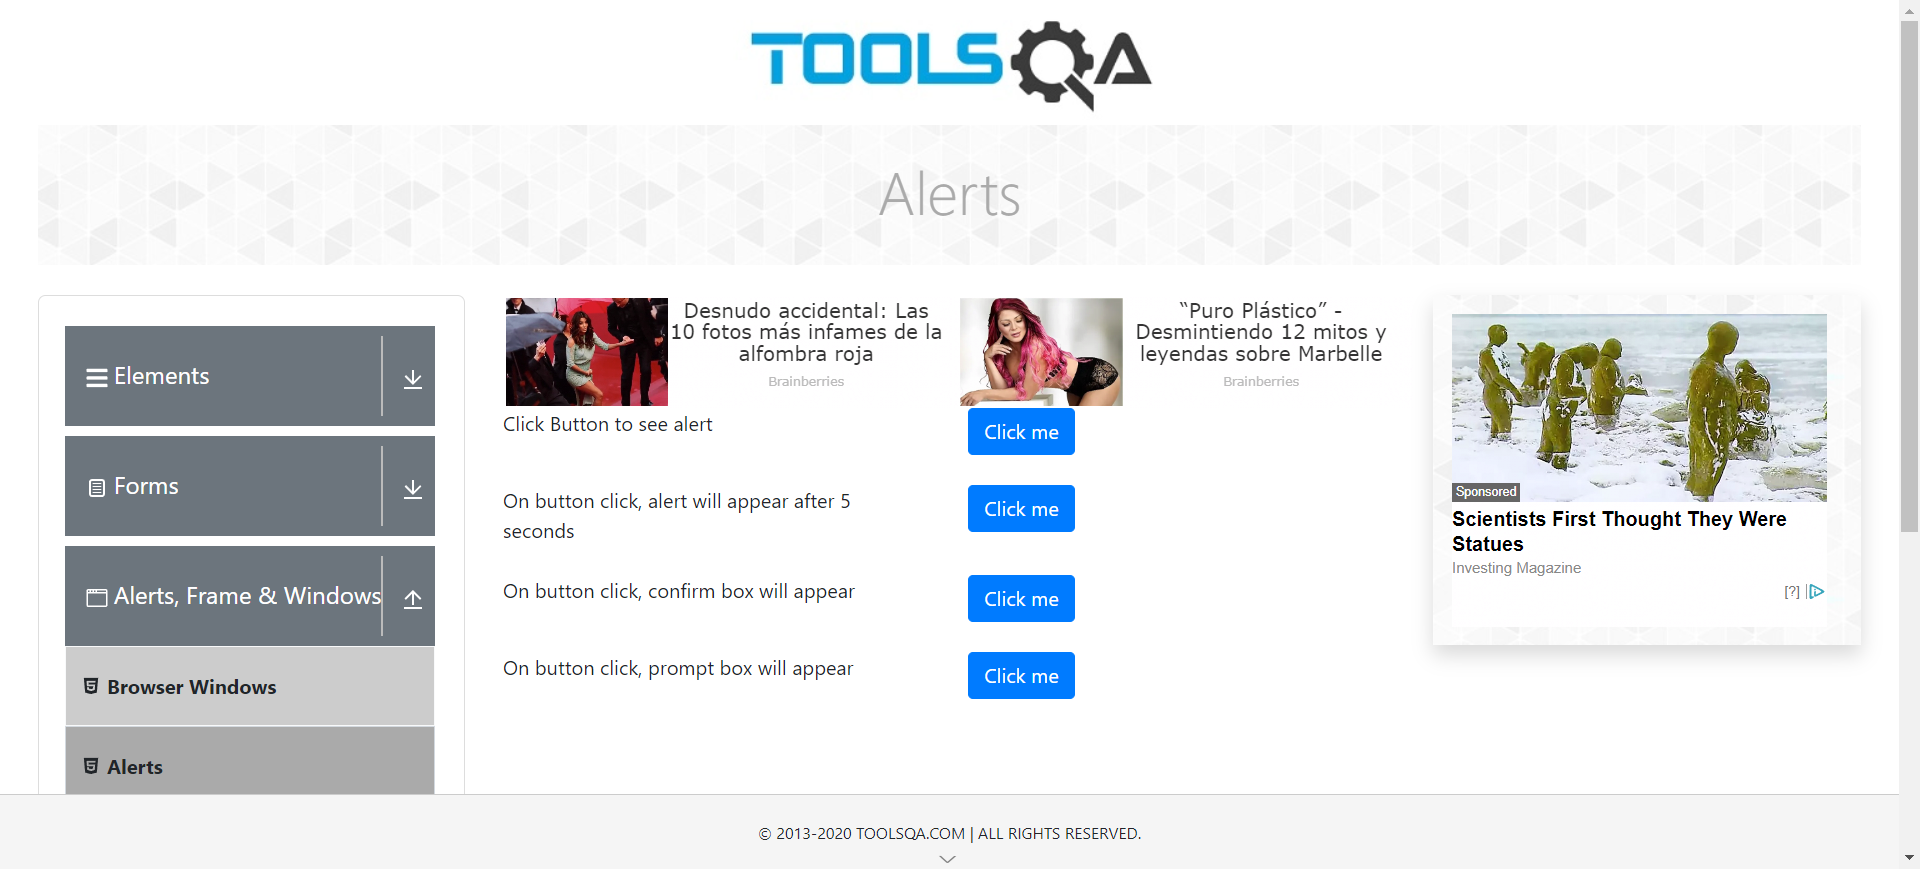 TOOLSQA
Alerts
Elements
Forms
Alerts, Frame & Windows
Browser Windows
Alerts
Desnudo accidental: Las
10 fotos más infames de la
alfombra roja
Brainberries
“Puro Plástico” -
Desmintiendo 12 mitos y
leyendas sobre Marbelle
Brainberries
Click Button to see alert
Click me
On button click, alert will appear after 5
seconds
Click me
On button click, confirm box will appear
Click me
On button click, prompt box will appear
Click me
Sponsored
Scientists First Thought They Were
Statues
Investing Magazine
[?]
© 2013-2020 TOOLSQA.COM | ALL RIGHTS RESERVED.